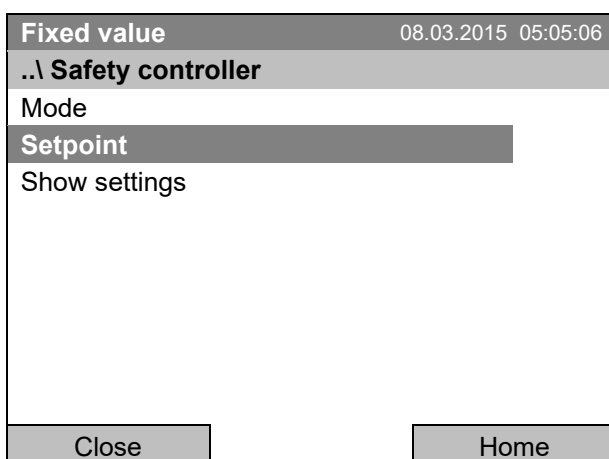 Fixed value 08.03.2015 05:05:06
..\ Safety controller
Mode
Setpoint
Show settings
Close Home